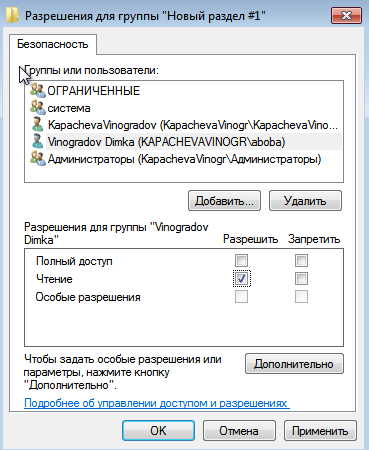 Разрешения для группы "Новый раздел #1"
Безопасность
Группы или пользователи:
ОГРАНИЧЕННЫЕ
система
KapachevaVinogradov (KapachevaVinogr\KapachevaVino...
Vinogradov Dimka (KAPACHEVAVINOGR\aboba)
Администраторы (KapachevaVinogr\Администраторы)
Добавить... Удалить
Разрешения для группы "Vinogradov
Dimka" Разрешить Запретить
Полный доступ
Чтение
Особые разрешения
Чтобы задать особые разрешения или
параметры, нажмите кнопку
"Дополнительно". Дополнительно
Подробнее об управлении доступом и разрешениях
OK Отмена Применить